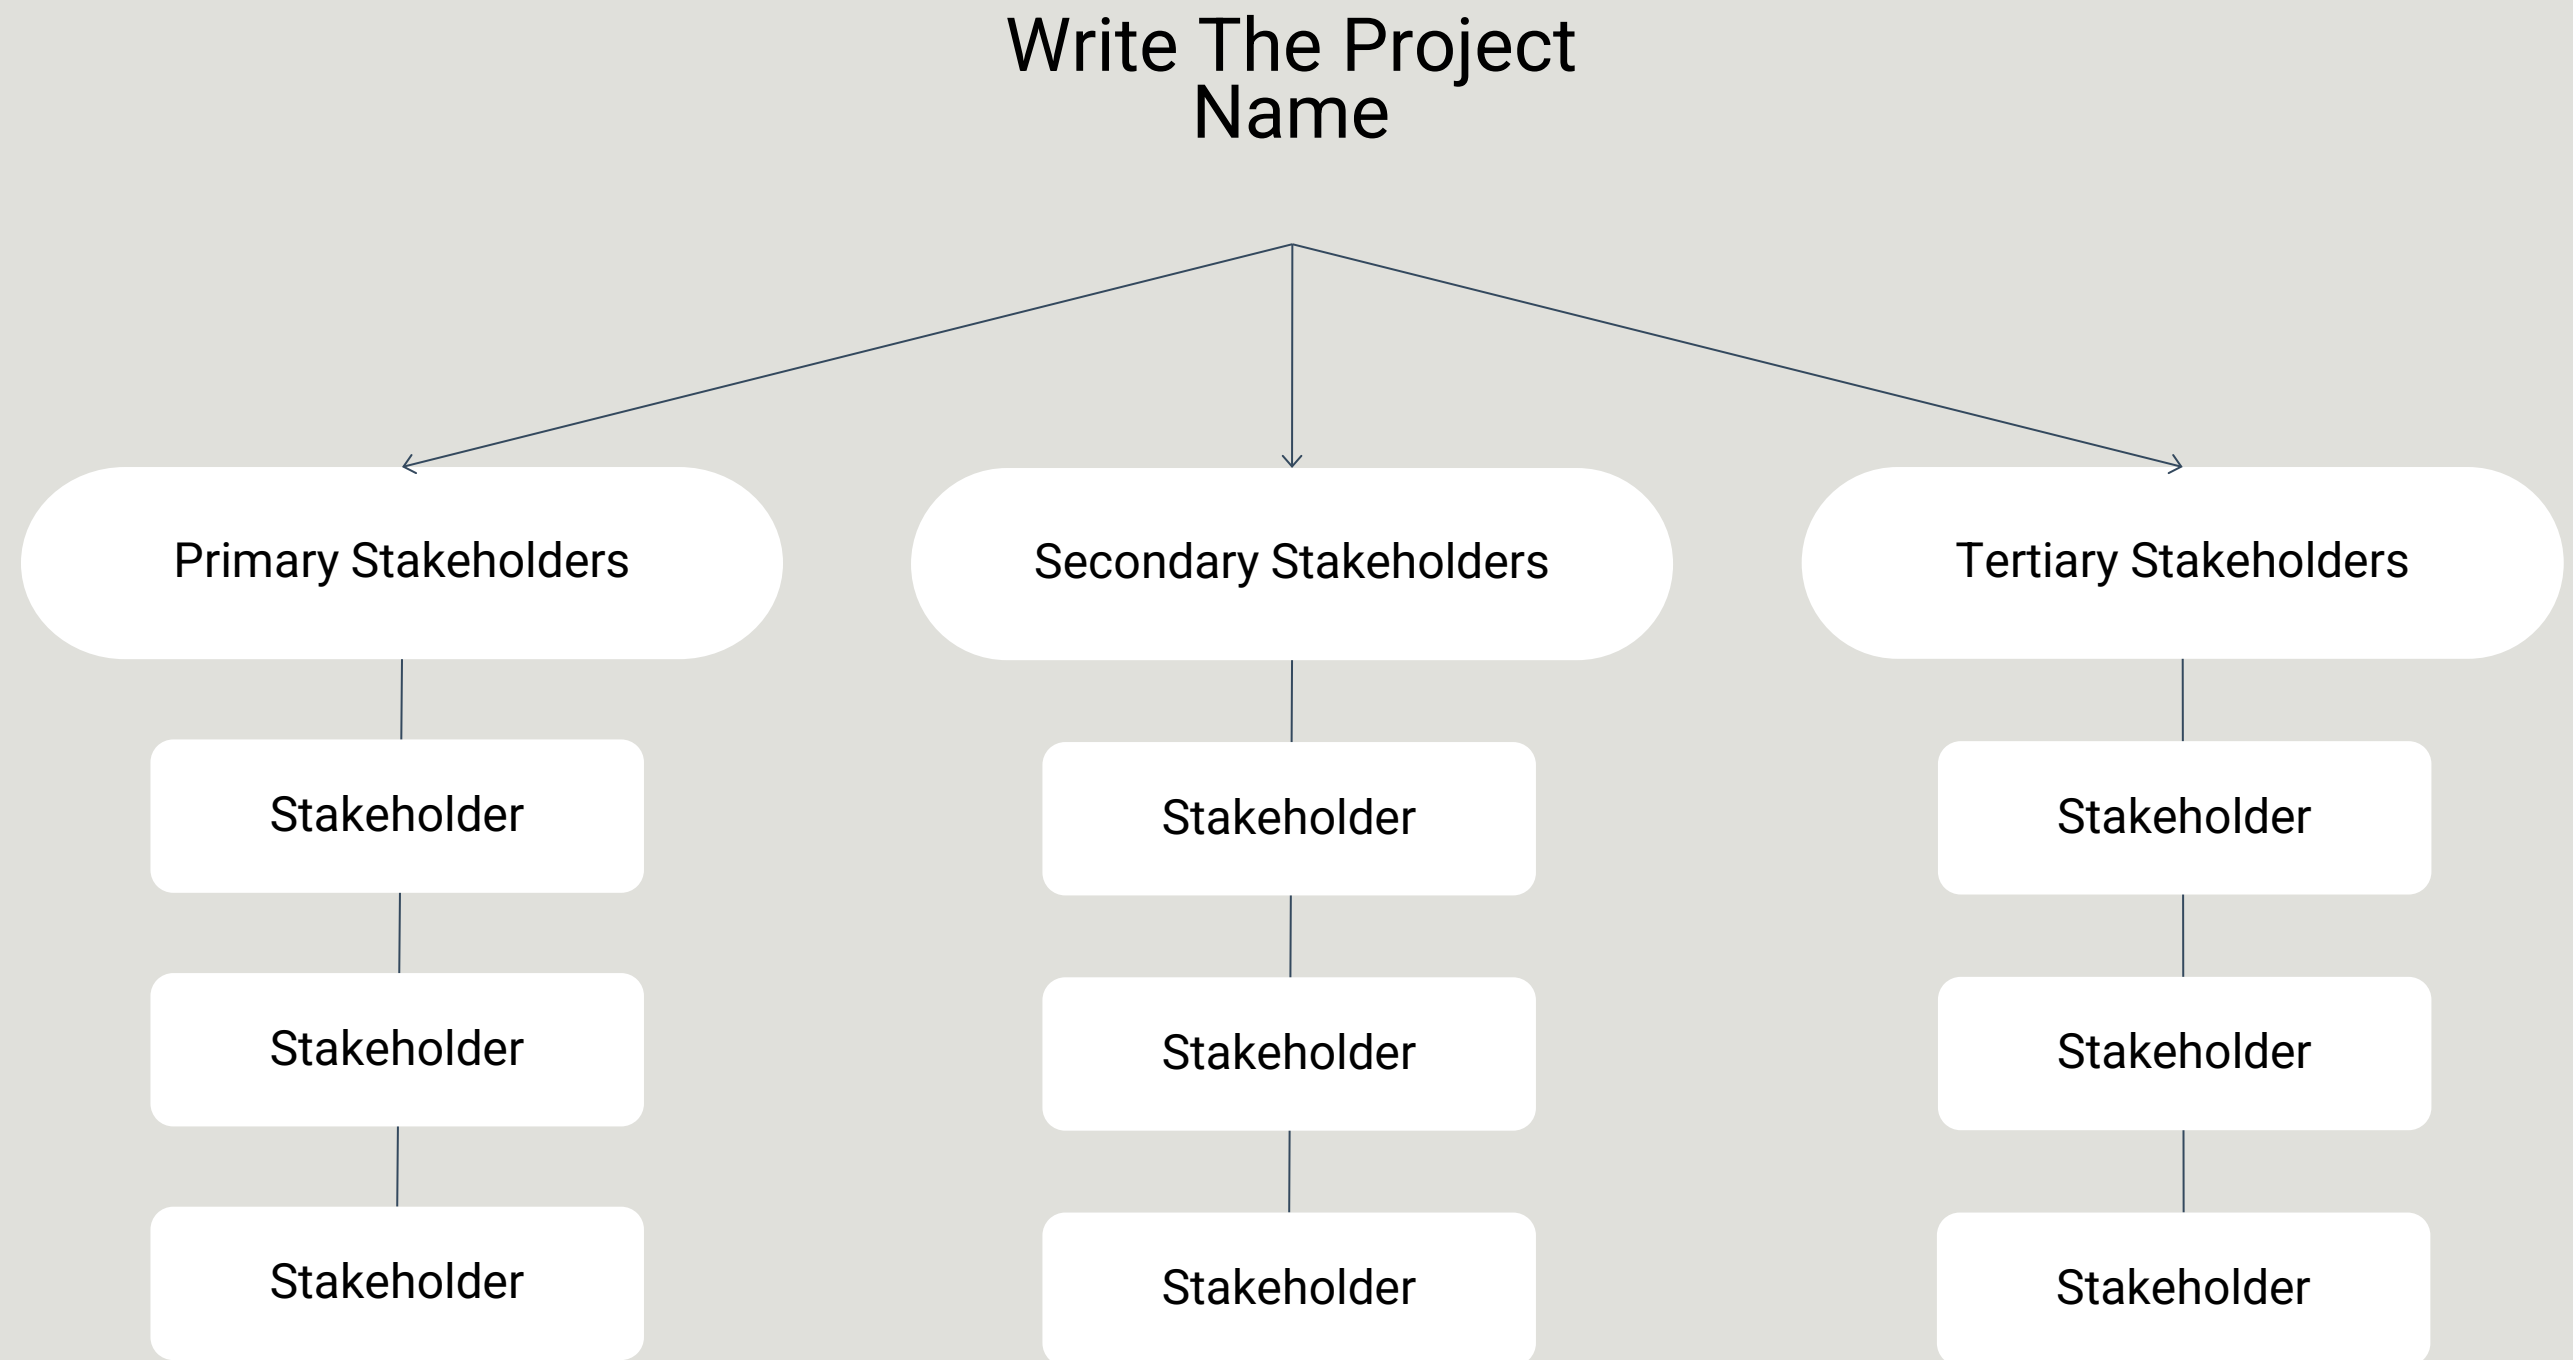 Write The Project
Name
Primary Stakeholders
Secondary Stakeholders
Tertiary Stakeholders
Stakeholder
Stakeholder
Stakeholder
Stakeholder
Stakeholder
Stakeholder
Stakeholder
Stakeholder
Stakeholder